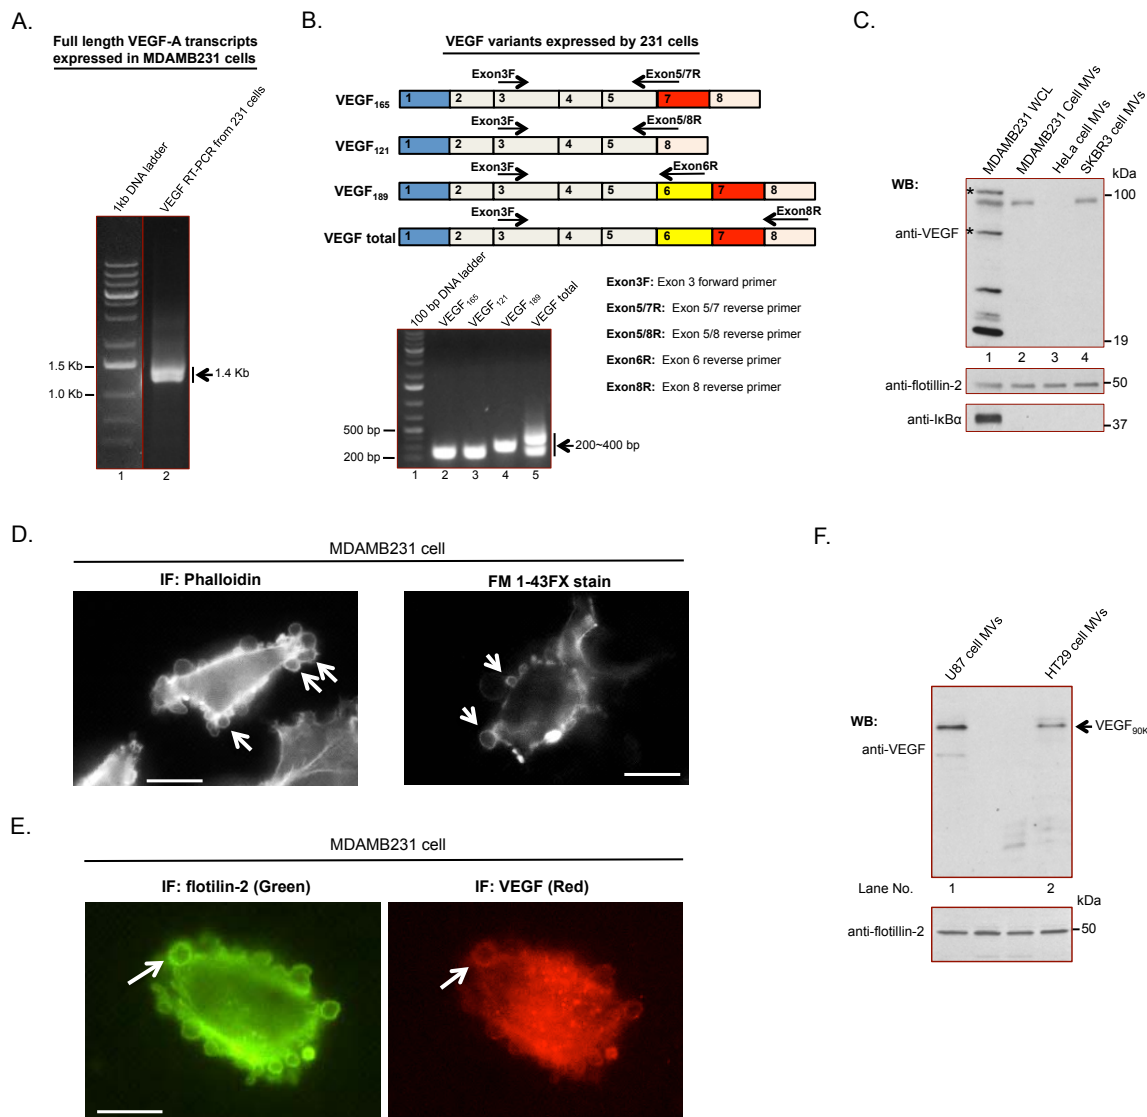 A.
Full length VEGF-A transcripts
expressed in MDAMB231 cells
1kb DNA ladder
VEGF RT-PCR from 231 cells
1.5 Kb
1.0 Kb
1.4 Kb
1 2
B.
VEGF variants expressed by 231 cells
Exon3F Exon5/7R
VEGF165 1 2 3 4 5 7 8
Exon3F Exon5/8R
VEGF121 1 2 3 4 5 8
Exon3F Exon6R
VEGF189 1 2 3 4 5 6 7 8
Exon3F Exon8R
VEGF total 1 2 3 4 5 6 7 8
100 bp DNA ladder
VEGF165
VEGF121
VEGF189
VEGF total
500 bp
200 bp
200~400 bp
1 2 3 4 5
Exon3F: Exon 3 forward primer
Exon5/7R: Exon 5/7 reverse primer
Exon5/8R: Exon 5/8 reverse primer
Exon6R: Exon 6 reverse primer
Exon8R: Exon 8 reverse primer
C.
MDAMB231 WCL
MDAMB231 Cell MVs
HeLa cell MVs
SKBR3 cell MVs
kDa
WB:
anti-VEGF
*
*
100
19
1 2 3 4
anti-flotillin-2
50
anti-IκBα
37
D.
MDAMB231 cell
IF: Phalloidin
FM 1-43FX stain
E.
MDAMB231 cell
IF: flotilin-2 (Green)
IF: VEGF (Red)
F.
U87 cell MVs
HT29 cell MVs
WB:
anti-VEGF
VEGF90K
Lane No. 1 2
kDa
anti-flotillin-2
50